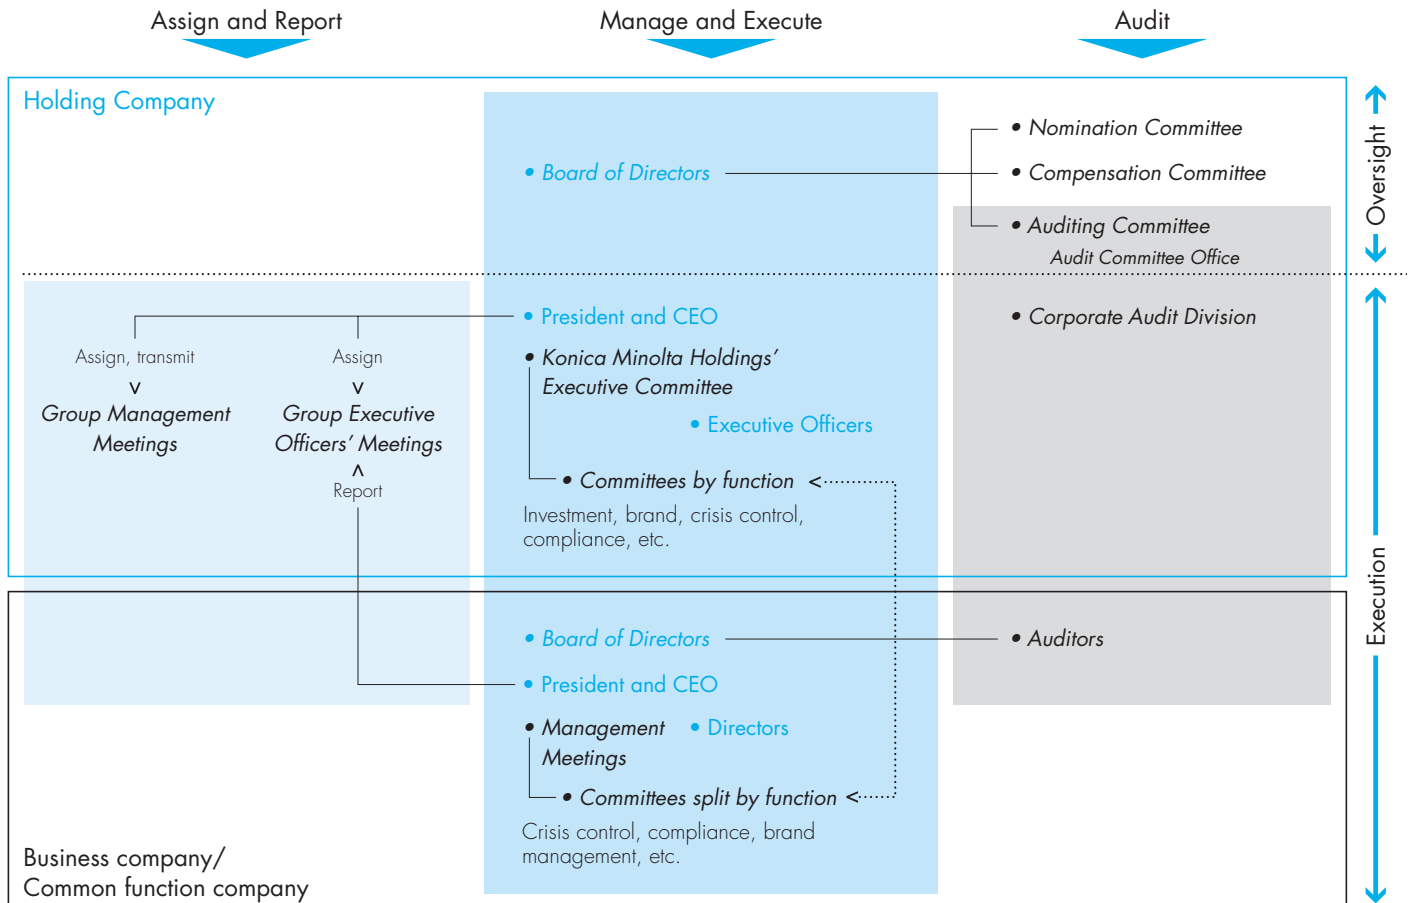 Assign and Report
Manage and Execute
Audit
Holding Company
• Nomination Committee
• Board of Directors
• Compensation Committee
• Auditing Committee
Audit Committee Office
Oversight
• President and CEO
• Corporate Audit Division
Assign, transmit
Assign
• Konica Minolta Holdings’
Executive Committee
Group Management
Meetings
Group Executive
Officers’ Meetings
• Executive Officers
Report
• Committees by function
Investment, brand, crisis control,
compliance, etc.
Execution
• Board of Directors
• Auditors
• President and CEO
• Management
Meetings
• Directors
• Committees split by function
Crisis control, compliance, brand
management, etc.
Business company/
Common function company